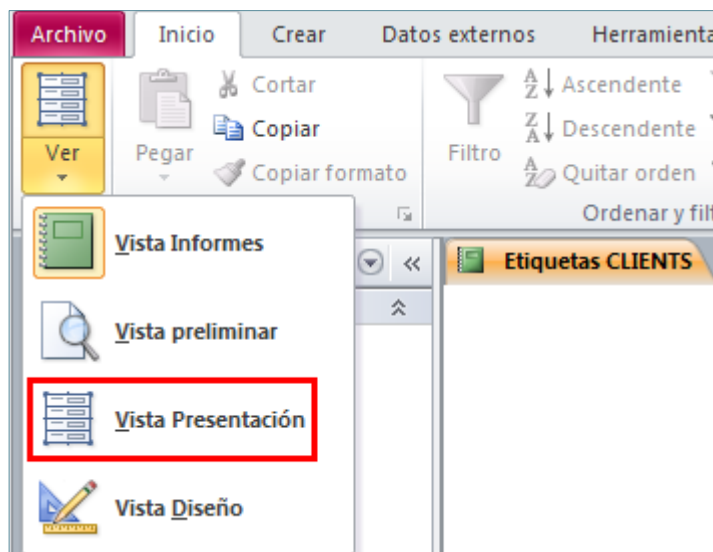 Archivo Inicio Crear Datos externos Herramienta
Ver
Pegar
Cortar
Copiar
Copiar formato
Filtro
Ascendente
Descendente
Quitar orden
Ordenar y filt
Vista Informes
Vista preliminar
Vista Presentación
Vista Diseño
Etiquetas CLIENTS